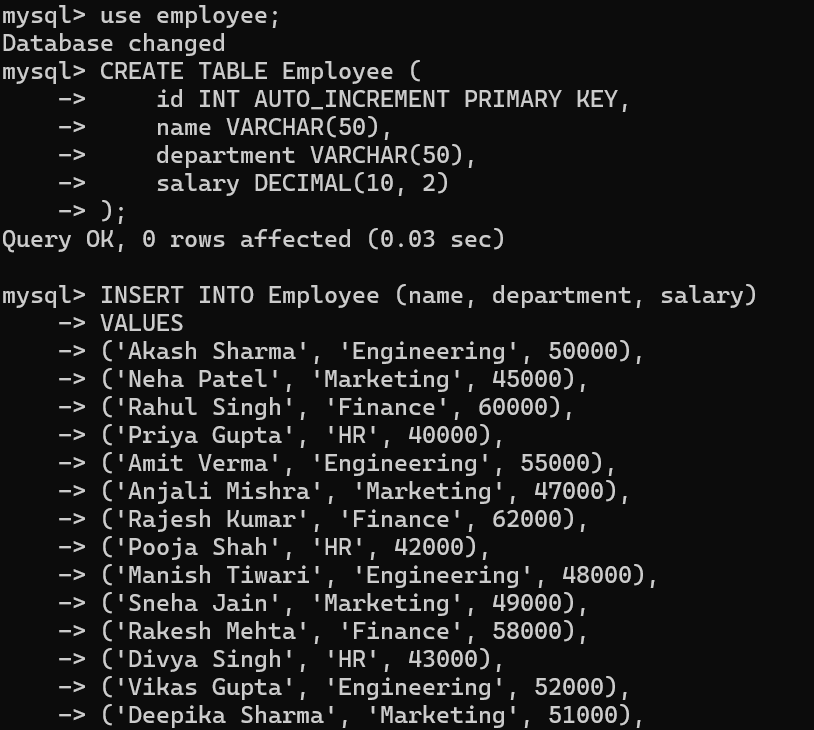 mysql> use employee;
Database changed
mysql> CREATE TABLE Employee (
    ->     id INT AUTO_INCREMENT PRIMARY KEY,
    ->     name VARCHAR(50),
    ->     department VARCHAR(50),
    ->     salary DECIMAL(10, 2)
    -> );
Query OK, 0 rows affected (0.03 sec)

mysql> INSERT INTO Employee (name, department, salary)
    -> VALUES
    -> ('Akash Sharma', 'Engineering', 50000),
    -> ('Neha Patel', 'Marketing', 45000),
    -> ('Rahul Singh', 'Finance', 60000),
    -> ('Priya Gupta', 'HR', 40000),
    -> ('Amit Verma', 'Engineering', 55000),
    -> ('Anjali Mishra', 'Marketing', 47000),
    -> ('Rajesh Kumar', 'Finance', 62000),
    -> ('Pooja Shah', 'HR', 42000),
    -> ('Manish Tiwari', 'Engineering', 48000),
    -> ('Sneha Jain', 'Marketing', 49000),
    -> ('Rakesh Mehta', 'Finance', 58000),
    -> ('Divya Singh', 'HR', 43000),
    -> ('Vikas Gupta', 'Engineering', 52000),
    -> ('Deepika Sharma', 'Marketing', 51000),